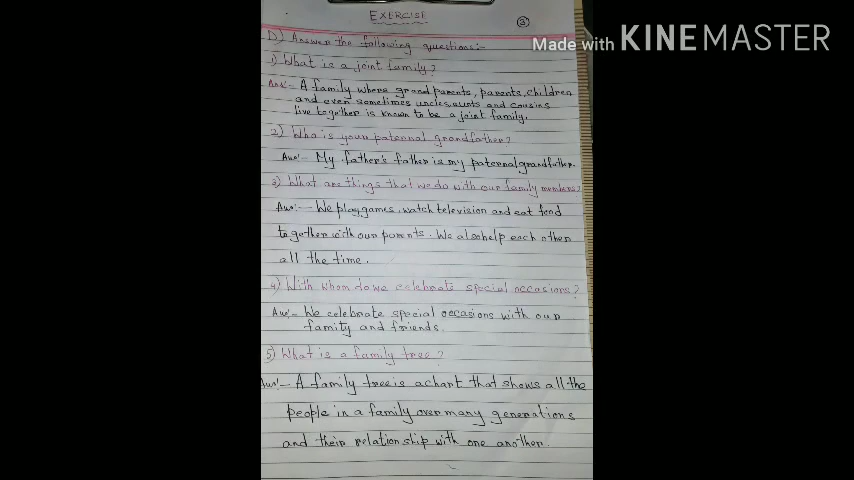 EXERCISE
3
Made with KINEMASTER
D) Answer the following questions:-
1) What is a joint family?
Ans:- A family where grand parents, parents, children
and even sometimes uncles, aunts and cousins
live together is known to be a joint family.
2) Who is your paternal grandfather?
Ans:- My father's father is my paternal grandfather.
3) What are things that we do with our family members?
Ans:- We play games, watch television and eat food
together with our parents. We also help each other
all the time.
4) With whom do we celebrate special occasions?
Ans:- We celebrate special occasions with our
family and friends.
5) What is a family tree?
Ans:- A family tree is a chart that shows all the
people in a family over many generations
and their relationship with one another.